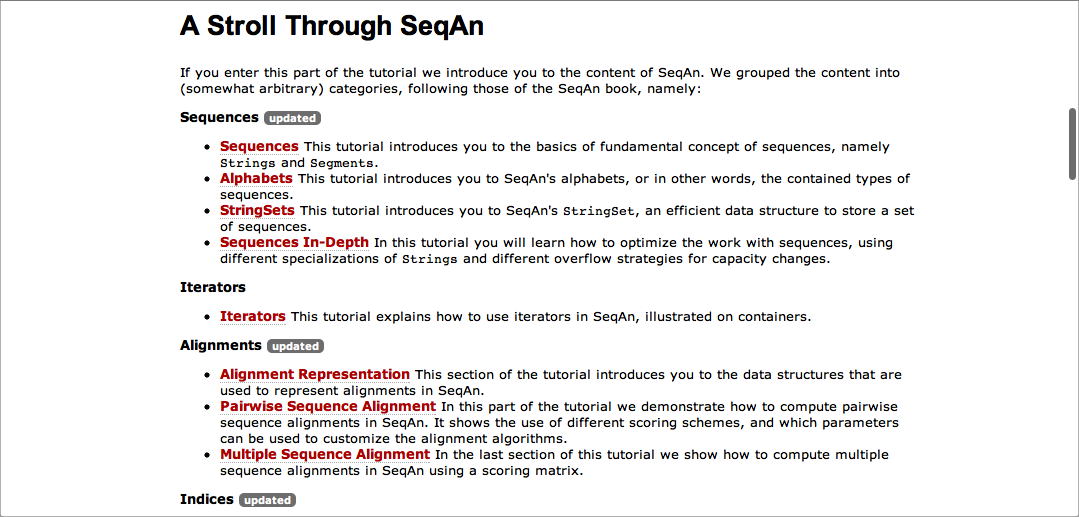 A Stroll Through SeqAn
If you enter this part of the tutorial we introduce you to the content of SeqAn. We grouped the content into
(somewhat arbitrary) categories, following those of the SeqAn book, namely:
Sequences updated
• Sequences This tutorial introduces you to the basics of fundamental concept of sequences, namely
Strings and Segments.
• Alphabets This tutorial introduces you to SeqAn's alphabets, or in other words, the contained types of
sequences.
• StringSets This tutorial introduces you to SeqAn's StringSet, an efficient data structure to store a set
of sequences.
• Sequences In-Depth In this tutorial you will learn how to optimize the work with sequences, using
different specializations of Strings and different overflow strategies for capacity changes.
Iterators
• Iterators This tutorial explains how to use iterators in SeqAn, illustrated on containers.
Alignments updated
• Alignment Representation This section of the tutorial introduces you to the data structures that are
used to represent alignments in SeqAn.
• Pairwise Sequence Alignment In this part of the tutorial we demonstrate how to compute pairwise
sequence alignments in SeqAn. It shows the use of different scoring schemes, and which parameters
can be used to customize the alignment algorithms.
• Multiple Sequence Alignment In the last section of this tutorial we show how to compute multiple
sequence alignments in SeqAn using a scoring matrix.
Indices updated